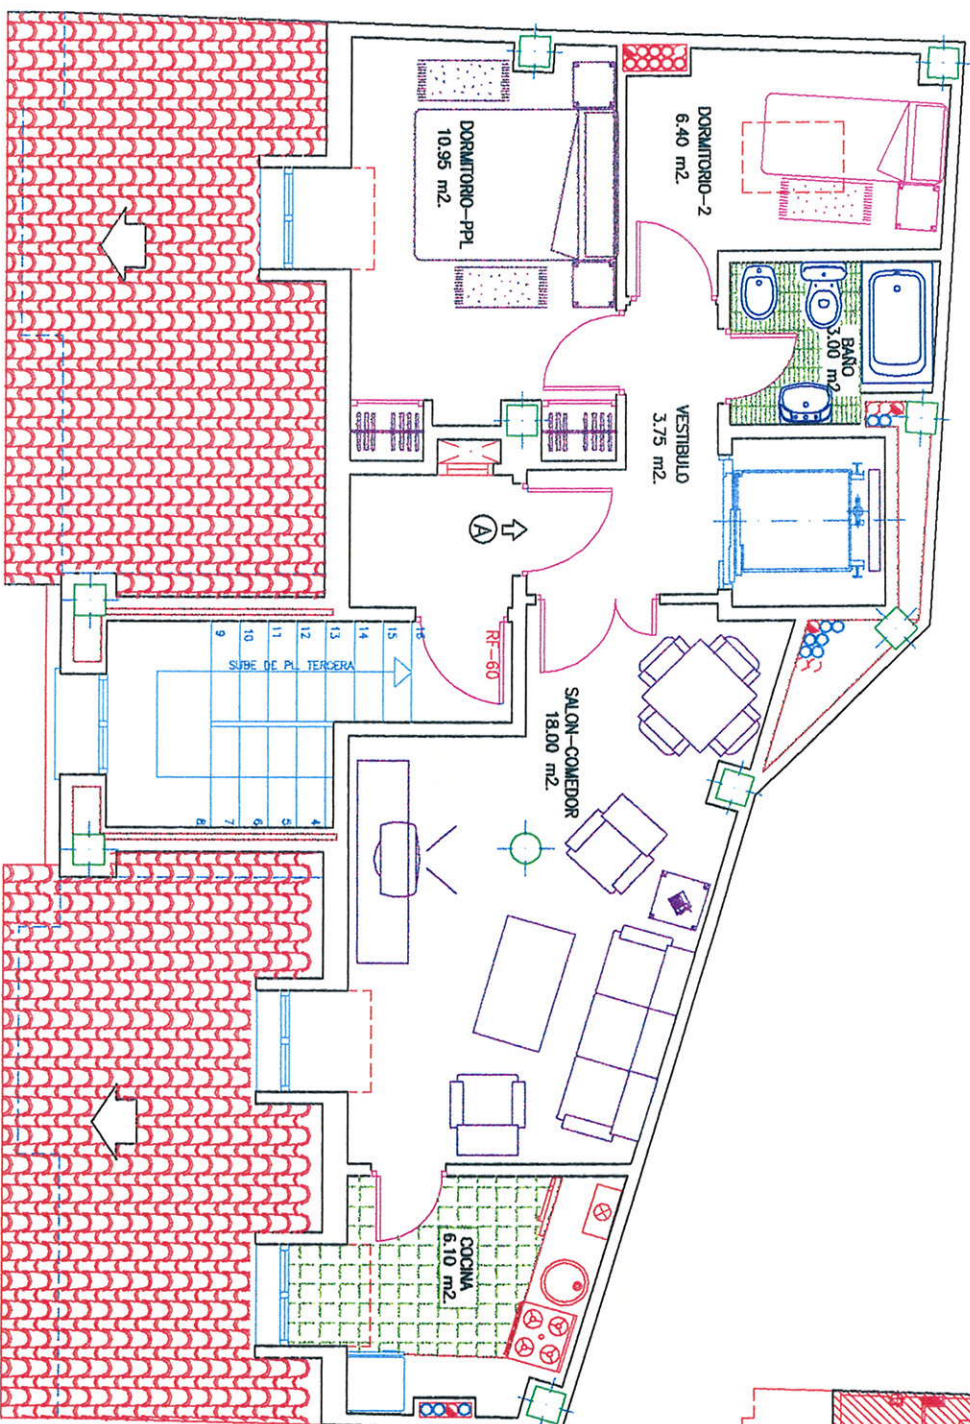 DORMITORIO-2
6.40 m2.
DORMITORIO-PPL
10.95 m2.
BAÑO
3.00 m2.
VESTIBULO
3.75 m2.
A
RF-60
SUBE DE PL. TERCERA
16
15
14
13
12
11
10
9
8
7
6
5
4
SALON-COMEDOR
18.00 m2.
COCINA
6.10 m2.